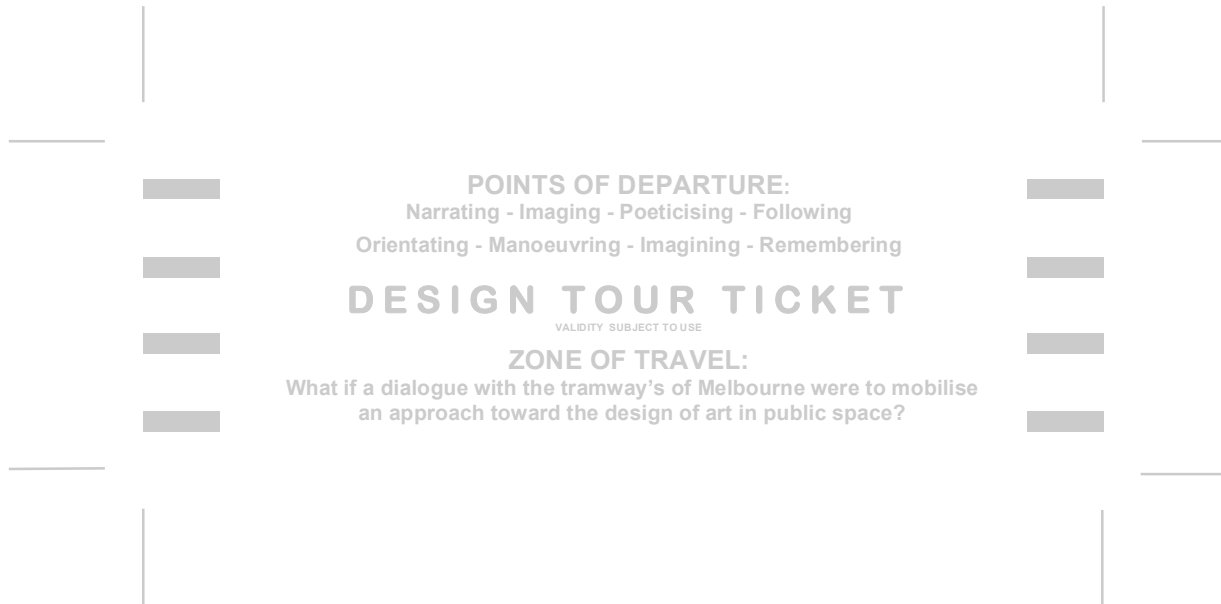 POINTS OF DEPARTURE:
Narrating - Imaging - Poeticising - Following
Orientating - Manoeuvring - Imagining - Remembering
DESIGN TOUR TICKET
VALIDITY SUBJECT TO USE
ZONE OF TRAVEL:
What if a dialogue with the tramway's of Melbourne were to mobilise
an approach toward the design of art in public space?